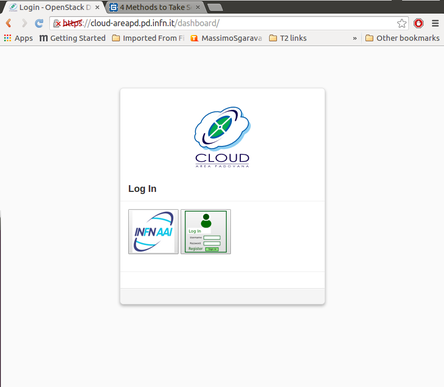 Login - OpenStack D
4 Methods to Take Sc
https://cloud-areapd.pd.infn.it/dashboard/
Apps
Getting Started
Imported From Fi
MassimoSgarava
T2 links
»
Other bookmarks
CLOUD
AREA PADOVANA
Log In
INFN AAI
Log In
Username
Password
Register